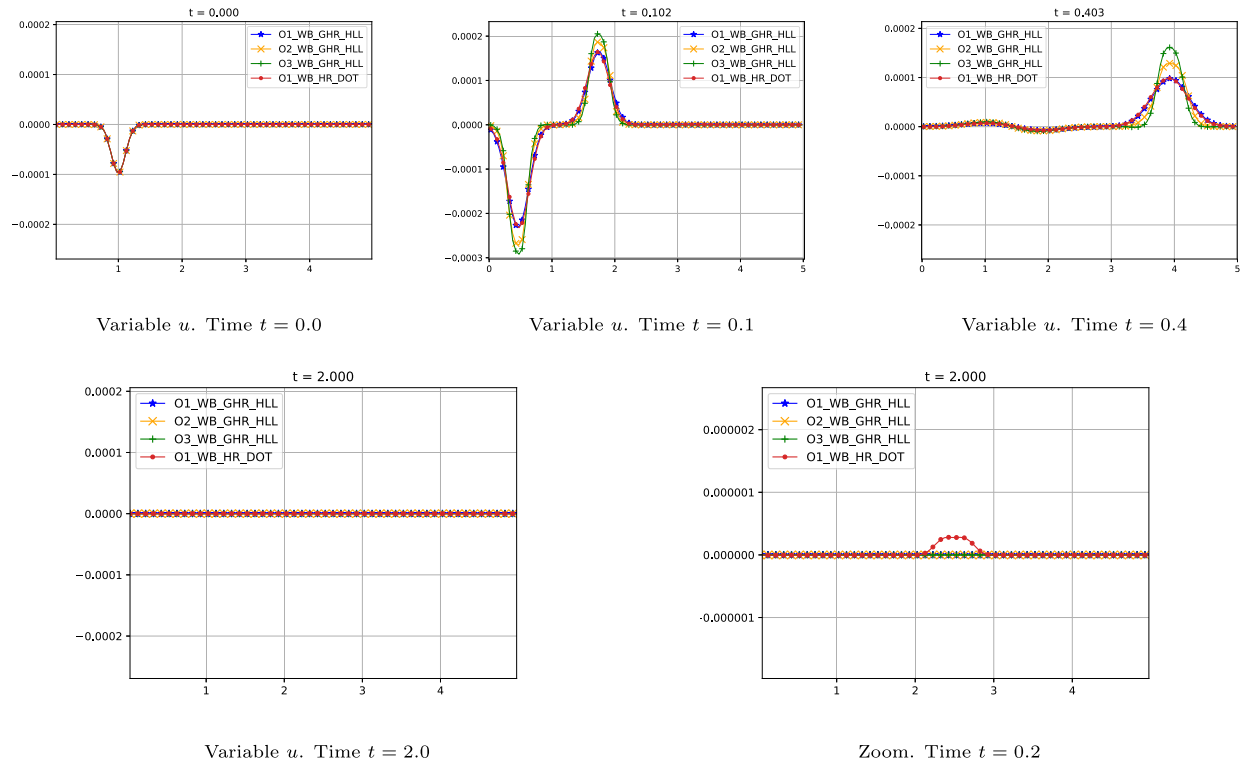 t = 0.000
0.0002
0.0001
0.0000
−0.0001
−0.0002
1 2 3 4
O1_WB_GHR_HLL
O2_WB_GHR_HLL
O3_WB_GHR_HLL
O1_WB_HR_DOT
Variable u. Time t = 0.0
t = 0.102
0.0002
0.0001
0.0000
−0.0001
−0.0002
−0.0003
0 1 2 3 4 5
O1_WB_GHR_HLL
O2_WB_GHR_HLL
O3_WB_GHR_HLL
O1_WB_HR_DOT
Variable u. Time t = 0.1
t = 0.403
0.0002
0.0001
0.0000
−0.0001
−0.0002
0 1 2 3 4 5
O1_WB_GHR_HLL
O2_WB_GHR_HLL
O3_WB_GHR_HLL
O1_WB_HR_DOT
Variable u. Time t = 0.4
t = 2.000
0.0002
0.0001
0.0000
−0.0001
−0.0002
1 2 3 4
O1_WB_GHR_HLL
O2_WB_GHR_HLL
O3_WB_GHR_HLL
O1_WB_HR_DOT
Variable u. Time t = 2.0
t = 2.000
0.000002
0.000001
0.000000
-0.000001
1 2 3 4
O1_WB_GHR_HLL
O2_WB_GHR_HLL
O3_WB_GHR_HLL
O1_WB_HR_DOT
Zoom. Time t = 0.2